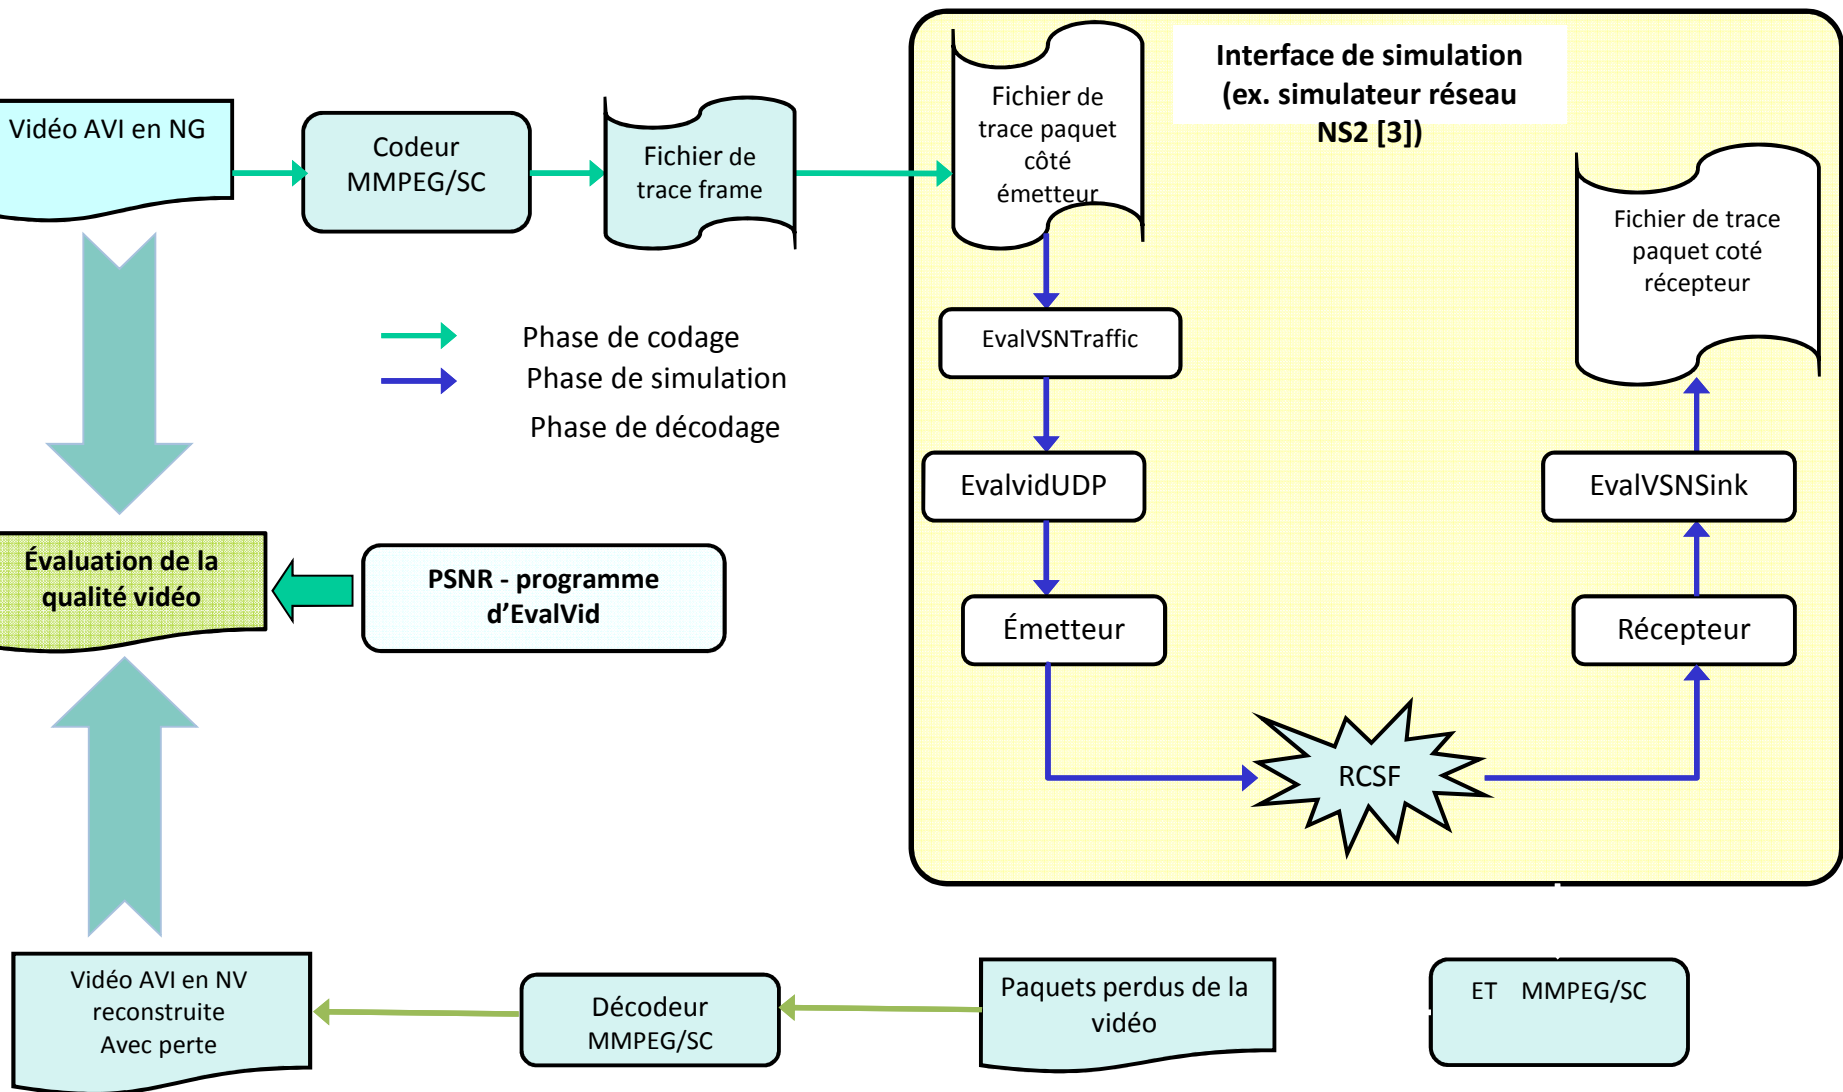 Interface de simulation
(ex. simulateur réseau
NS2 [3])
Vidéo AVI en NG
Codeur
MMPEG/SC
Fichier de
trace frame
Fichier de
trace paquet
côté
émetteur
Fichier de trace
paquet coté
récepteur
Phase de codage
Phase de simulation
Phase de décodage
EvalVSNTraffic
EvalvidUDP
EvalVSNSink
Évaluation de la
qualité vidéo
PSNR - programme
d'EvalVid
Émetteur
Récepteur
RCSF
Vidéo AVI en NV
reconstruite
Avec perte
Décodeur
MMPEG/SC
Paquets perdus de la
vidéo
ET MMPEG/SC